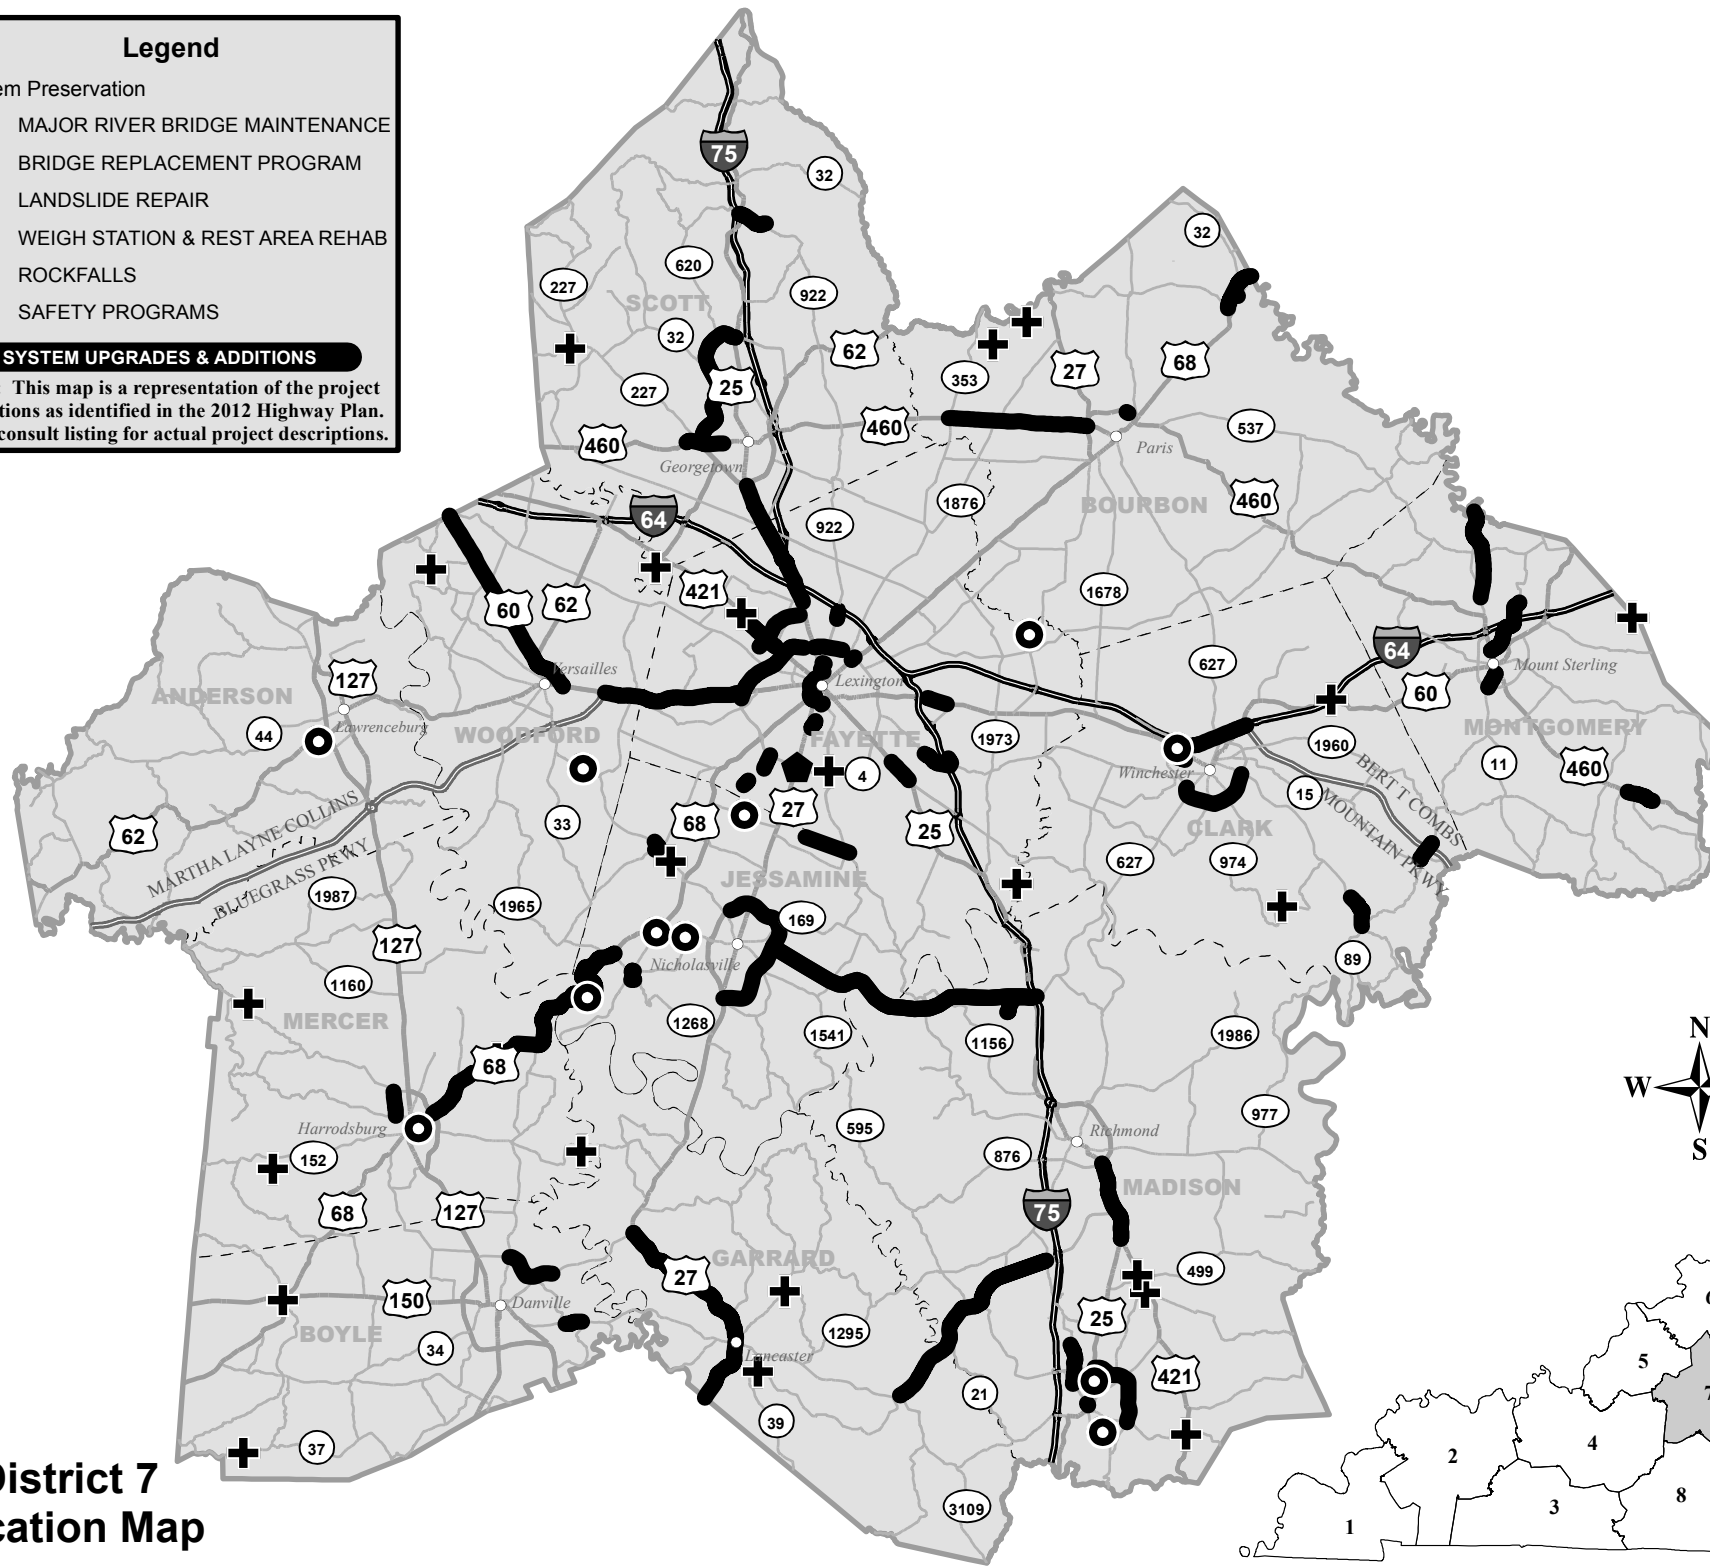 Legend
em Preservation
MAJOR RIVER BRIDGE MAINTENANCE
BRIDGE REPLACEMENT PROGRAM
LANDSLIDE REPAIR
WEIGH STATION & REST AREA REHAB
ROCKFALLS
SAFETY PROGRAMS
SYSTEM UPGRADES & ADDITIONS
This map is a representation of the project
tions as identified in the 2012 Highway Plan.
consult listing for actual project descriptions.
75
32
32
620
227
922
SCOTT
32
62
353
27
68
227
25
460
460
537
Georgetown
Paris
1876
460
BOURBON
64
922
421
1678
60
62
64
627
Versailles
Mount Sterling
127
ANDERSON
Lexington
60
44
Lawrenceburg
WOODFORD
FAYETTE
1973
1960
MONTGOMERY
4
Winchester
11
460
BERT T COMBS
MOUNTAIN PKWY
15
27
33
68
25
62
CLARK
MARTHA LAYNE COLLINS
BLUEGRASS PKWY
627
974
JESSAMINE
1987
1965
169
127
89
Nicholasville
1160
MERCER
1268
1541
1156
1986
N
W
S
68
977
Harrodsburg
595
Richmond
152
876
MADISON
68
127
75
GARRARD
499
27
150
Danville
25
BOYLE
1295
34
Lancaster
421
21
39
37
3109
5
7
2
4
8
3
1
District 7
cation Map